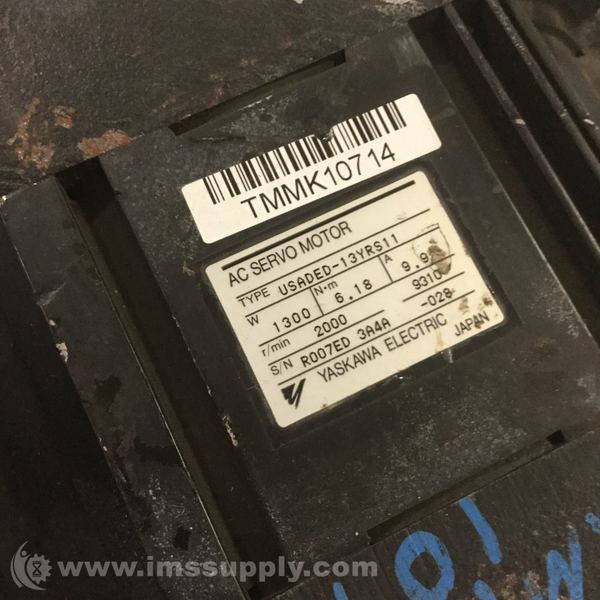 TMMK10714
AC SERVO MOTOR
TYPE USADED-13YRS11
W 1300 N·m 6.18 A 9.9
r/min 2000 9310
S/N R007ED 3A4A -028
YASKAWA ELECTRIC JAPAN
101
www.imssupply.com